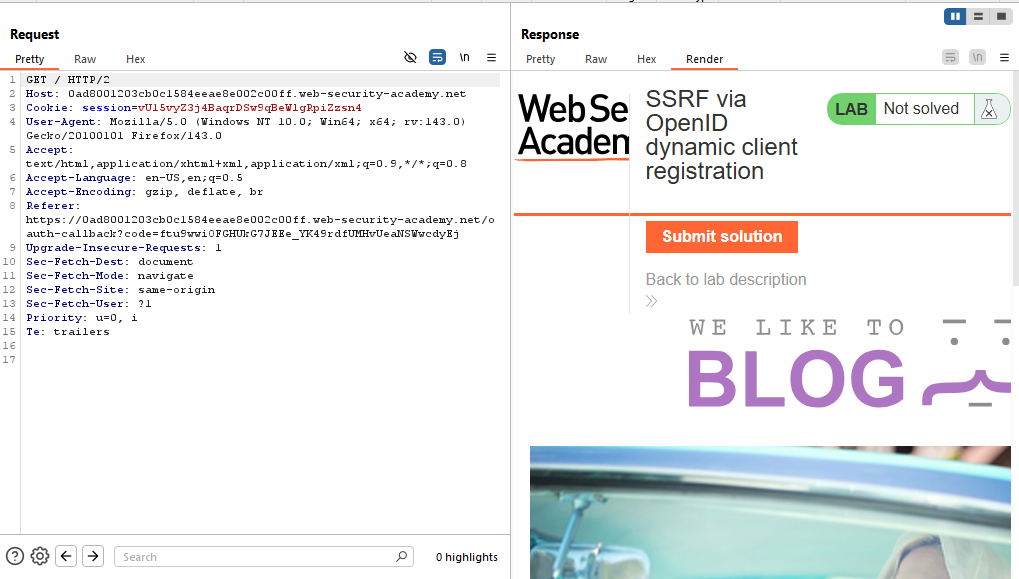 Request
Pretty Raw Hex
\n
1 GET / HTTP/2
2 Host: 0ad8001203cb0c1584eeae8e002c00ff.web-security-academy.net
3 Cookie: session=vUl5vyZ3j4BaqrDSw9qBeWlgRpiZzsn4
4 User-Agent: Mozilla/5.0 (Windows NT 10.0; Win64; x64; rv:143.0)
Gecko/20100101 Firefox/143.0
5 Accept:
text/html,application/xhtml+xml,application/xml;q=0.9,*/*;q=0.8
6 Accept-Language: en-US,en;q=0.5
7 Accept-Encoding: gzip, deflate, br
8 Referer:
https://0ad8001203cb0c1584eeae8e002c00ff.web-security-academy.net/o
auth-callback?code=ftu9wwi0FGHUkG7JEEe_YK49rdfUMHvUeaNSWwcdyEj
9 Upgrade-Insecure-Requests: 1
10 Sec-Fetch-Dest: document
11 Sec-Fetch-Mode: navigate
12 Sec-Fetch-Site: same-origin
13 Sec-Fetch-User: ?1
14 Priority: u=0, i
15 Te: trailers
16
17
Search
0 highlights
Response
Pretty Raw Hex Render
\n
Web Se
Academ
SSRF via
OpenID
dynamic client
registration
LAB Not solved
Submit solution
Back to lab description
WE LIKE TO
BLOG